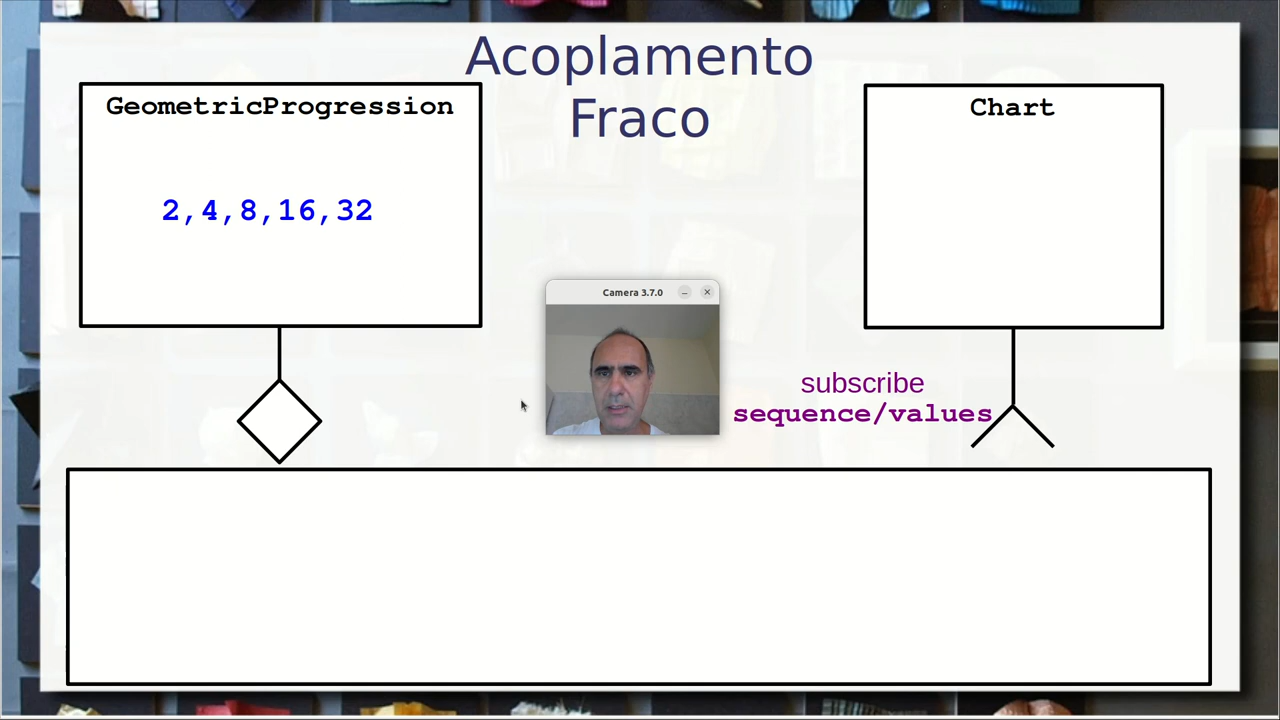 Acoplamento
Fraco
GeometricProgression
Chart
2,4,8,16,32
Camera 3.7.0
subscribe
sequence/values